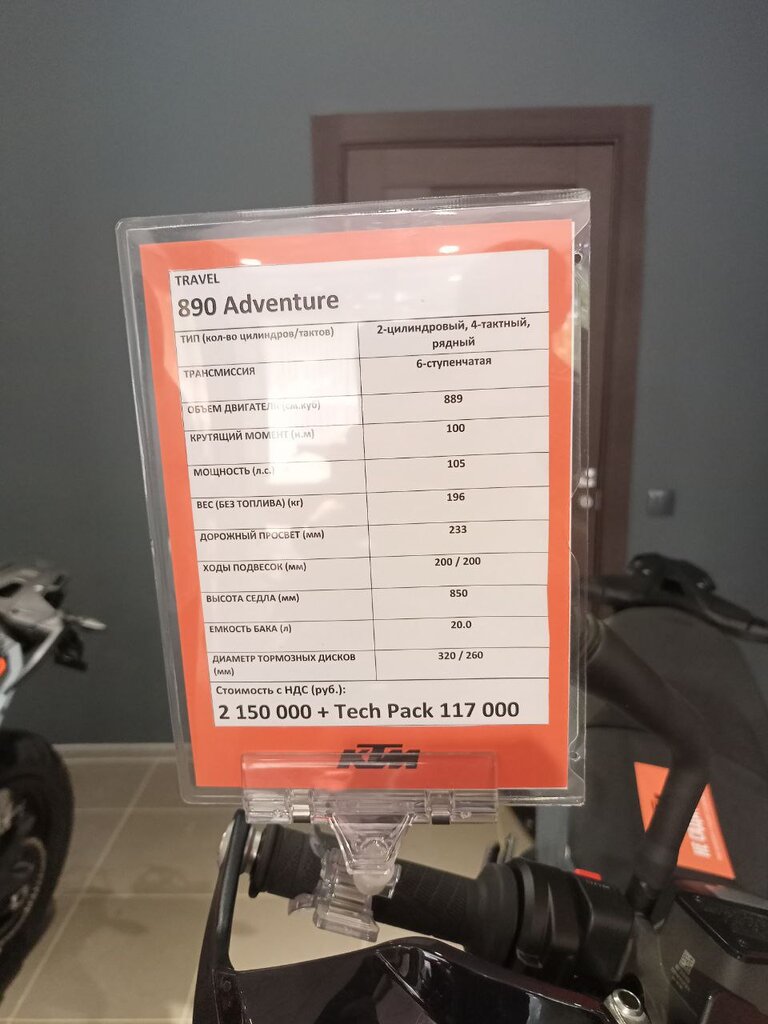 TRAVEL
890 Adventure
ТИП (кол-во цилиндров/тактов) 2-цилиндровый, 4-тактный,
рядный
ТРАНСМИССИЯ 6-ступенчатая
ОБЪЕМ ДВИГАТЕЛЯ (см.куб) 889
КРУТЯЩИЙ МОМЕНТ (н.м) 100
МОЩНОСТЬ (л.с.) 105
ВЕС (БЕЗ ТОПЛИВА) (кг) 196
ДОРОЖНЫЙ ПРОСВЕТ (мм) 233
ХОДЫ ПОДВЕСОК (мм) 200 / 200
ВЫСОТА СЕДЛА (мм) 850
ЕМКОСТЬ БАКА (л) 20.0
ДИАМЕТР ТОРМОЗНЫХ ДИСКОВ 320 / 260
(мм)
Стоимость с НДС (руб.):
2 150 000 + Tech Pack 117 000
KTM